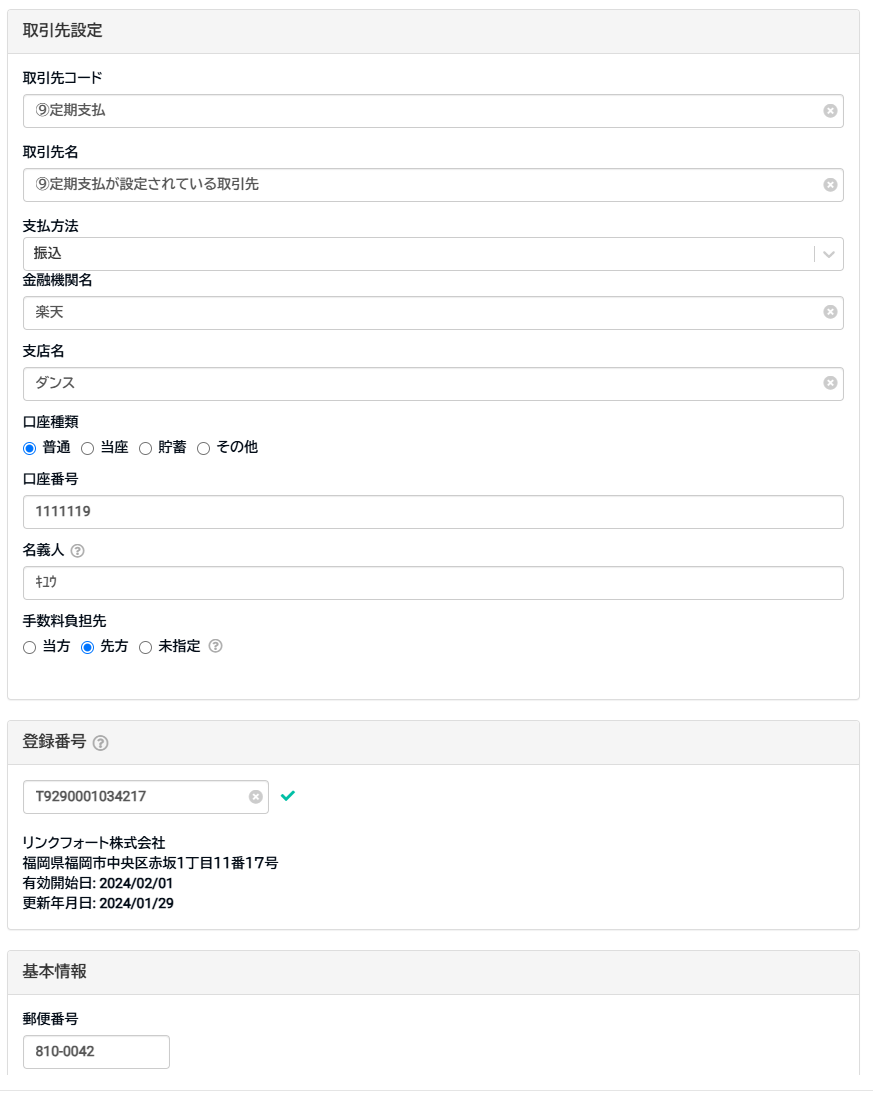 取引先設定
取引先コード
⑨定期支払
取引先名
⑨定期支払が設定されている取引先
支払方法
振込
金融機関名
楽天
支店名
ダンス
口座種類
普通 当座 貯蓄 その他
口座番号
1111119
名義人
ｷﾕｳ
手数料負担先
当方 先方 未指定
登録番号
T9290001034217
リンクフォート株式会社
福岡県福岡市中央区赤坂1丁目11番17号
有効開始日: 2024/02/01
更新年月日: 2024/01/29
基本情報
郵便番号
810-0042